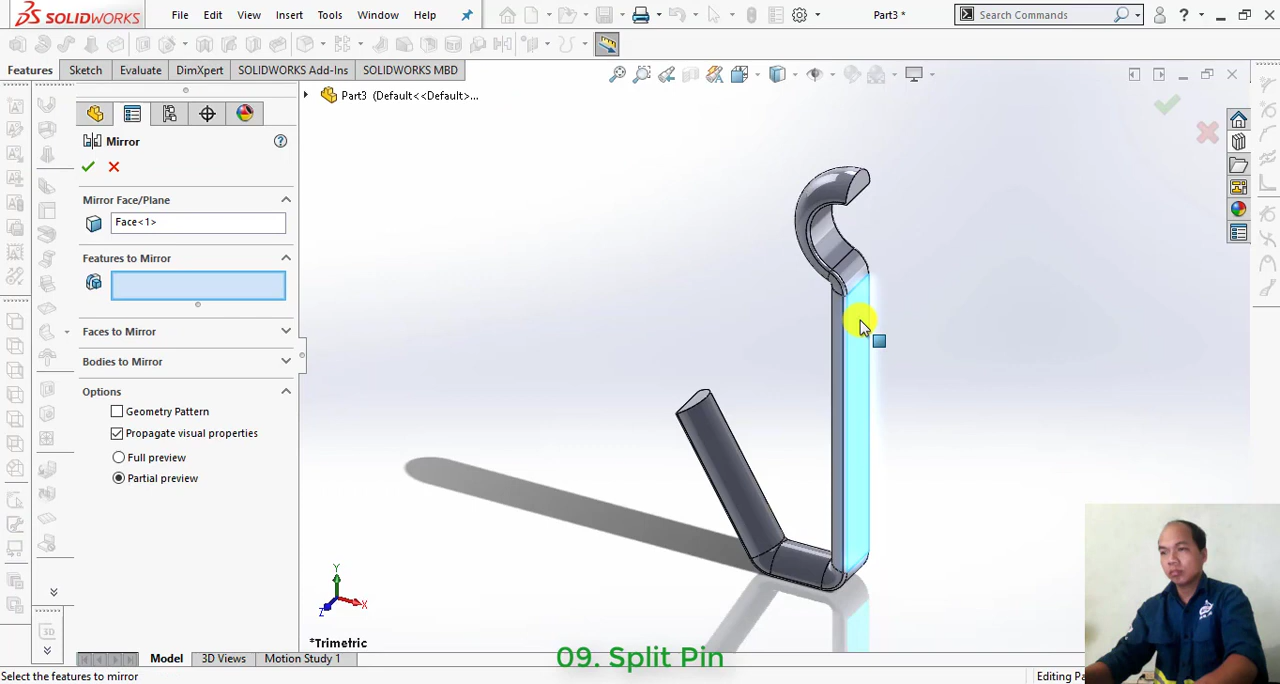 SOLIDWORKS
File Edit View Insert Tools Window Help
Part3 *
Search Commands
Features Sketch Evaluate DimXpert SOLIDWORKS Add-Ins SOLIDWORKS MBD
Part3 (Default<<Default>...
Mirror
Mirror Face/Plane
Face<1>
Features to Mirror
Faces to Mirror
Bodies to Mirror
Options
Geometry Pattern
Propagate visual properties
Full preview
Partial preview
Y
Z
X
*Trimetric
3D
09. Split Pin
Model 3D Views Motion Study 1
Select the features to mirror
Editing Pa